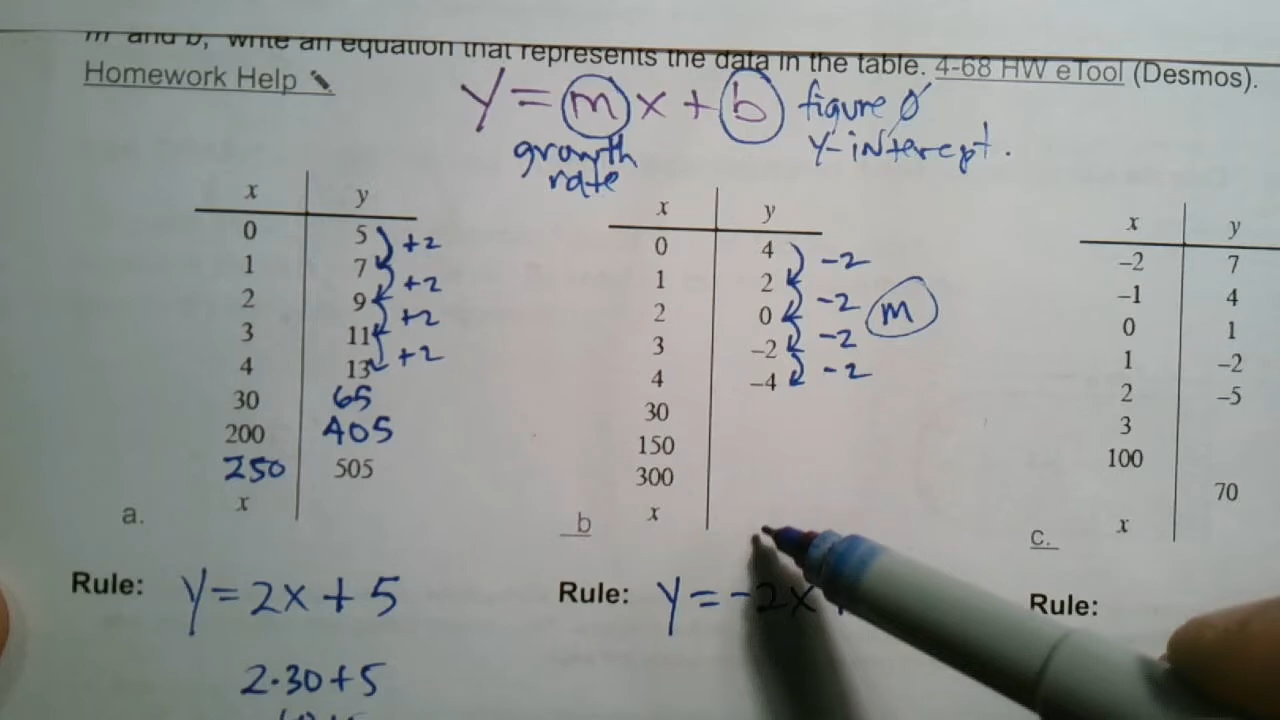 m and b, write an equation that represents the data in the table. 4-68 HW eTool (Desmos).
Homework Help ✎
y = mx + b figure 0
growth rate
y-intercept.
x y
0 5 +2
1 7 +2
2 9 +2
3 11 +2
4 13
30 65
200 405
250 505
x
a.
Rule: y = 2x + 5
2·30+5
x y
0 4 -2
1 2 -2
2 0 -2
3 -2 -2
4 -4
30
150
300
x
m
b
Rule: y = -2x
x y
-2 7
-1 4
0 1
1 -2
2 -5
3
100
70
x
c.
Rule: